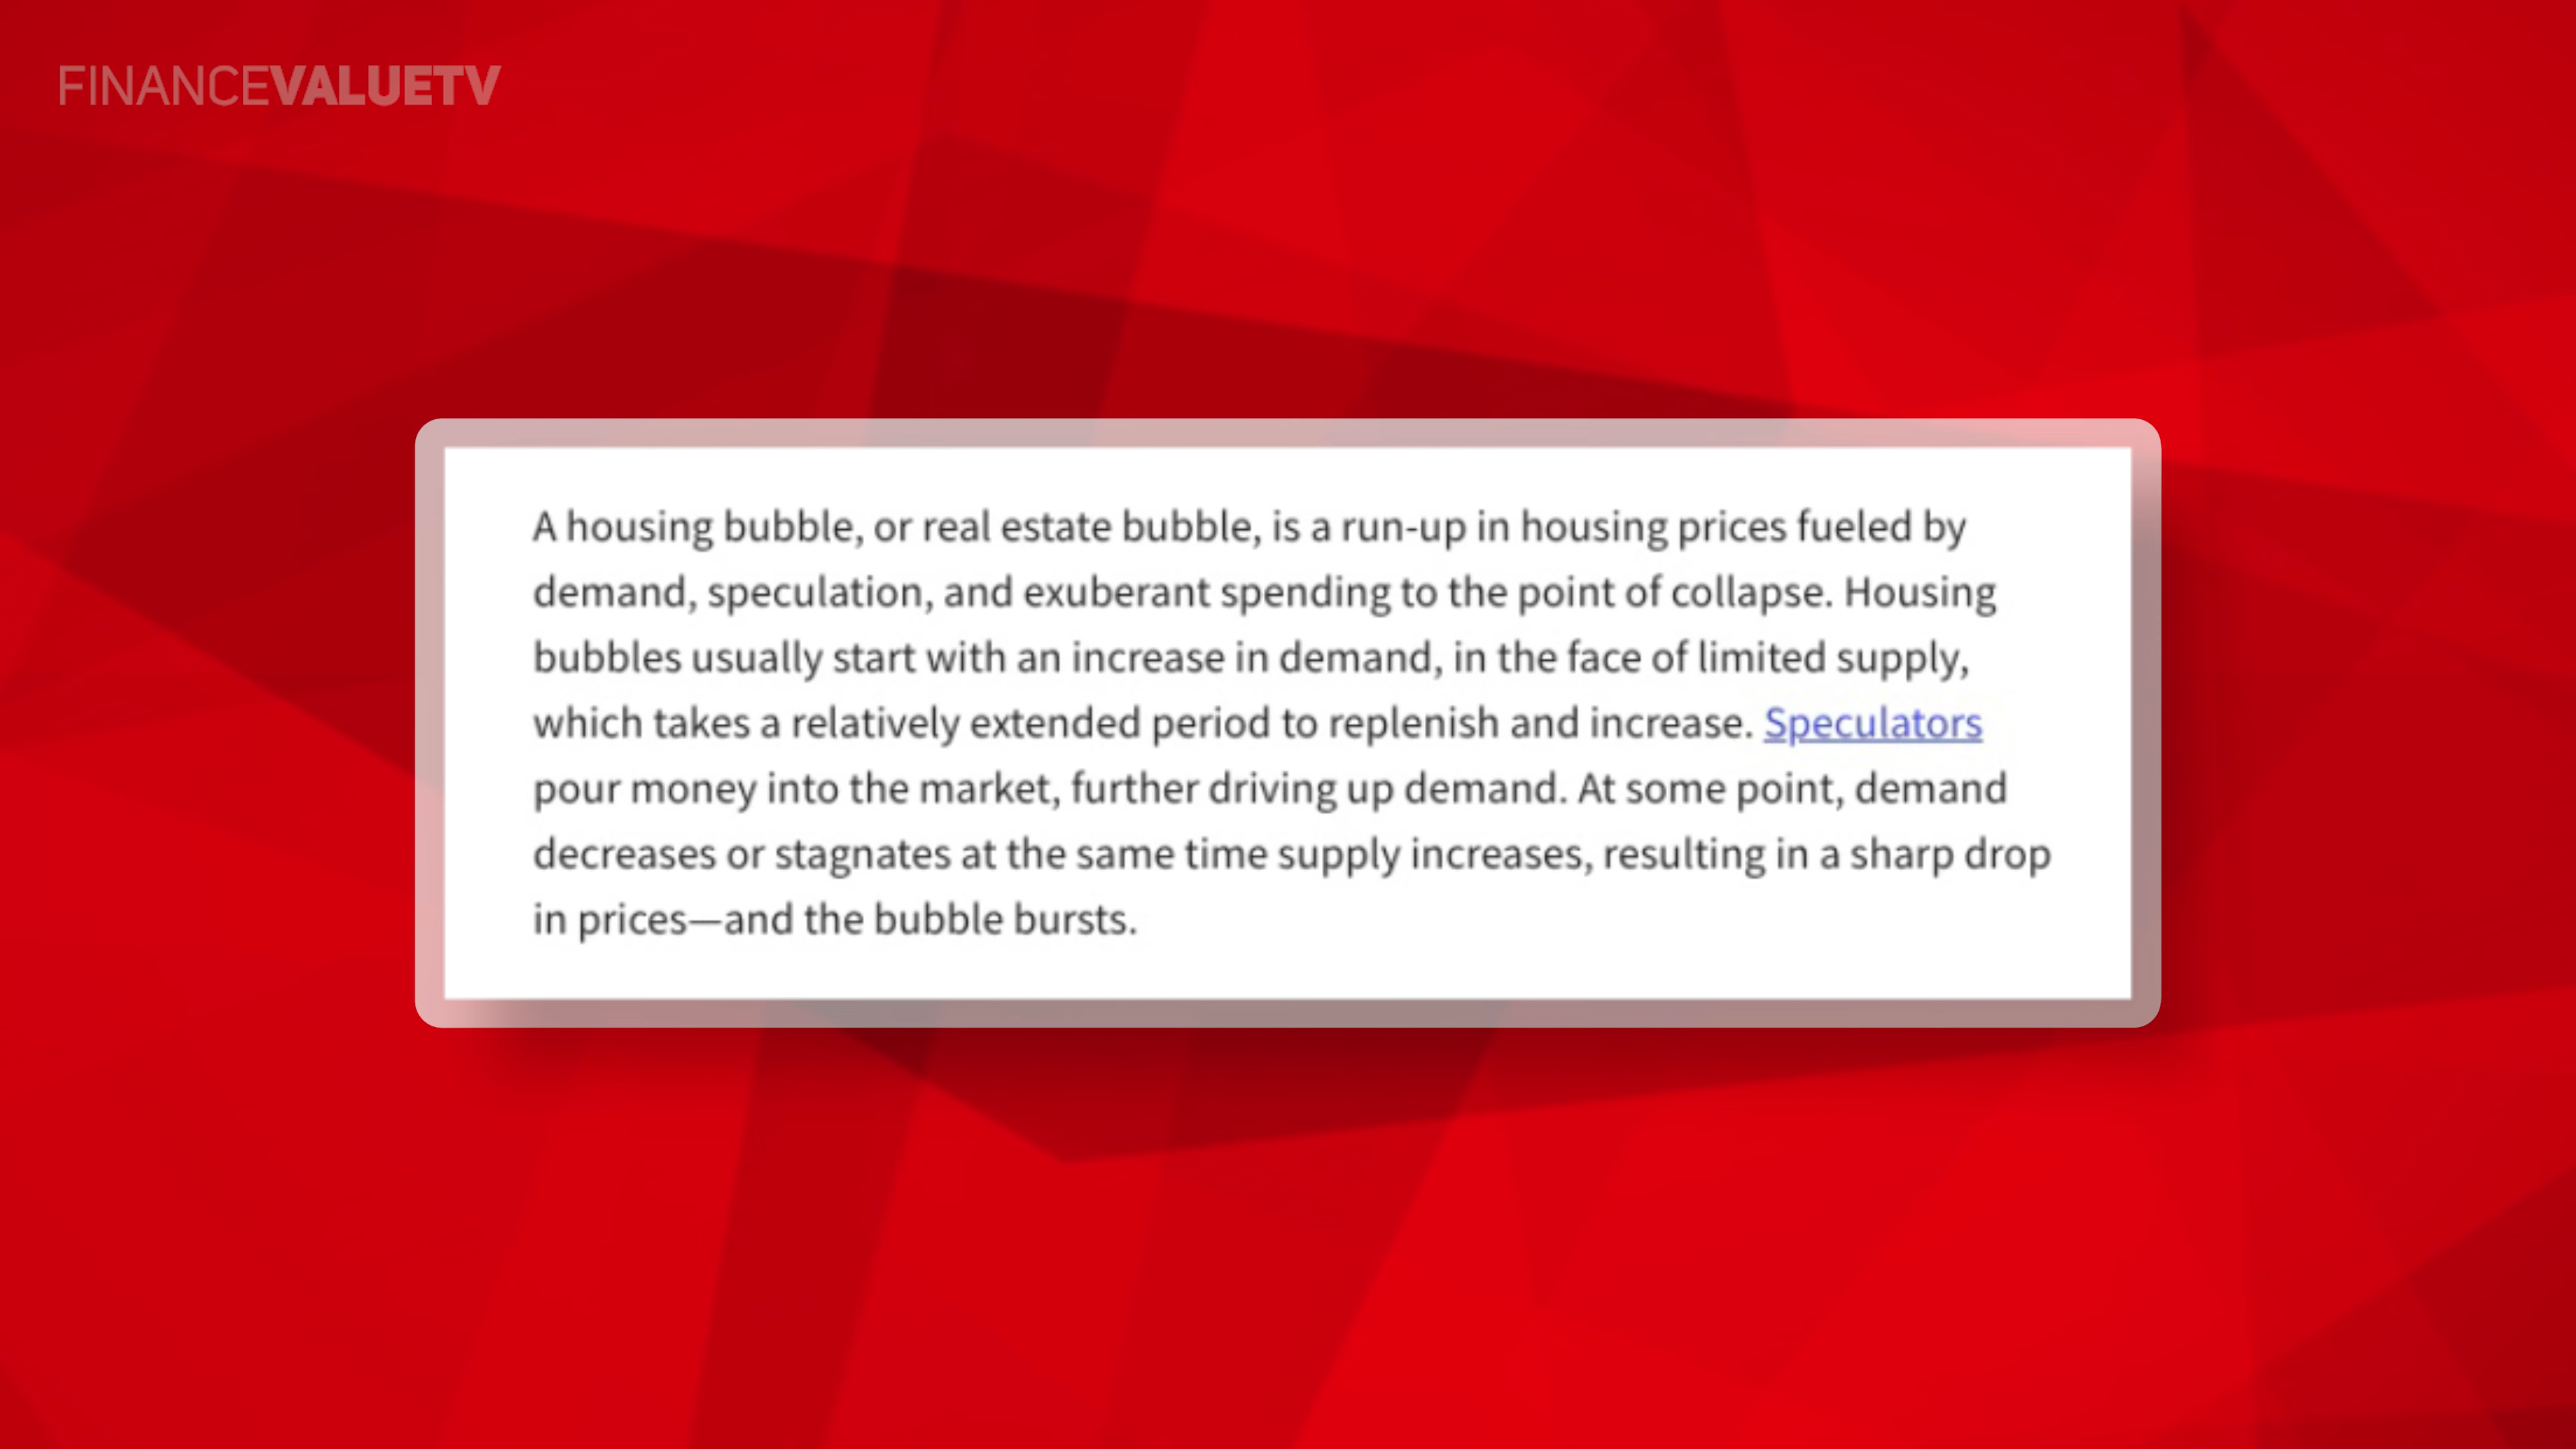 FINANCEVALUETV
A housing bubble, or real estate bubble, is a run-up in housing prices fueled by
demand, speculation, and exuberant spending to the point of collapse. Housing
bubbles usually start with an increase in demand, in the face of limited supply,
which takes a relatively extended period to replenish and increase. Speculators
pour money into the market, further driving up demand. At some point, demand
decreases or stagnates at the same time supply increases, resulting in a sharp drop
in prices—and the bubble bursts.